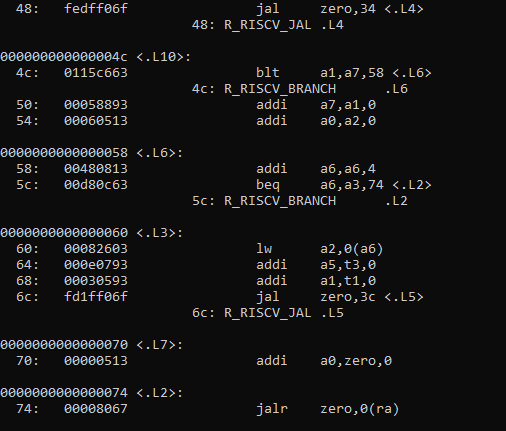 48: fedff06f jal zero,34 <.L4>
48: R_RISCV_JAL .L4
000000000000004c <.L10>:
4c: 0115c663 blt a1,a7,58 <.L6>
4c: R_RISCV_BRANCH .L6
50: 00058893 addi a7,a1,0
54: 00060513 addi a0,a2,0
0000000000000058 <.L6>:
58: 00480813 addi a6,a6,4
5c: 00d80c63 beq a6,a3,74 <.L2>
5c: R_RISCV_BRANCH .L2
0000000000000060 <.L3>:
60: 00082603 lw a2,0(a6)
64: 000e0793 addi a5,t3,0
68: 00030593 addi a1,t1,0
6c: fd1ff06f jal zero,3c <.L5>
6c: R_RISCV_JAL .L5
0000000000000070 <.L7>:
70: 00000513 addi a0,zero,0
0000000000000074 <.L2>:
74: 00008067 jalr zero,0(ra)